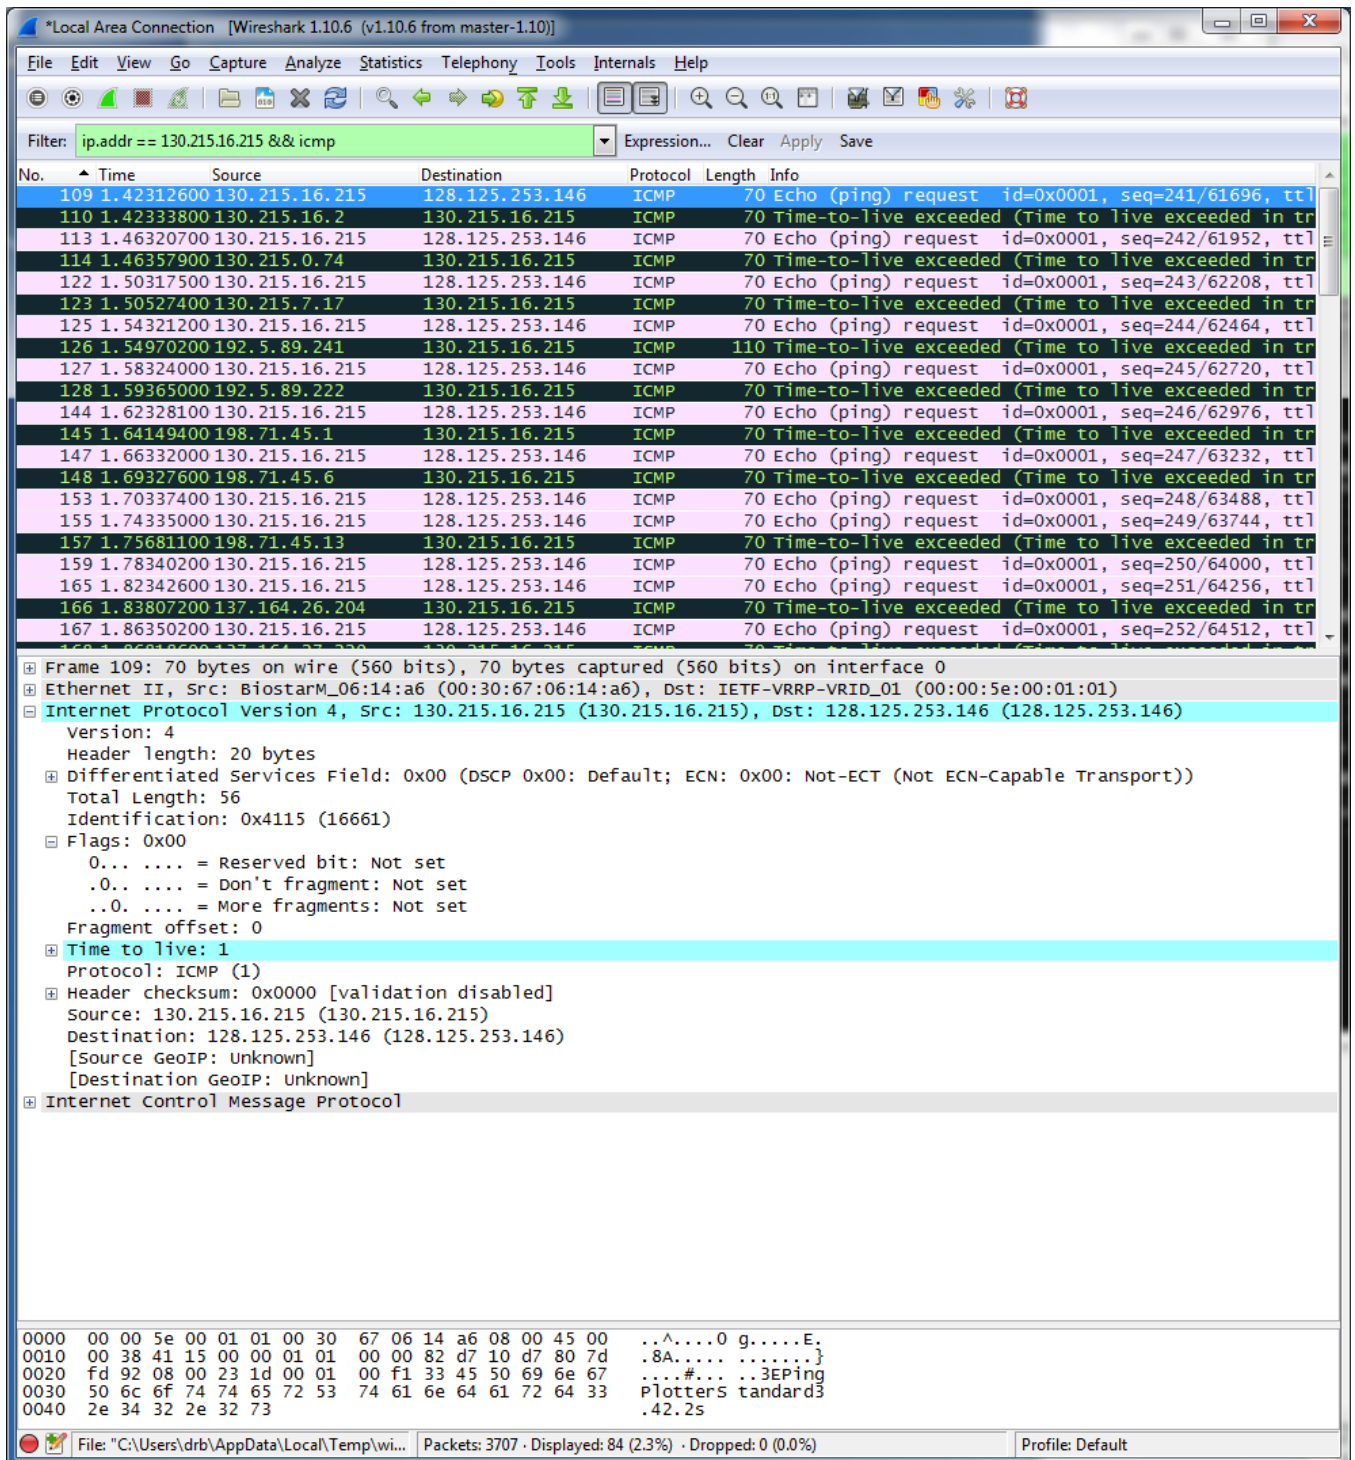 *Local Area Connection [Wireshark 1.10.6 (v1.10.6 from master-1.10)]
File Edit View Go Capture Analyze Statistics Telephony Tools Internals Help
Filter: ip.addr == 130.215.16.215 && icmp Expression... Clear Apply Save
No. Time Source Destination Protocol Length Info
109 1.42312600 130.215.16.215 128.125.253.146 ICMP 70 Echo (ping) request id=0x0001, seq=241/61696, ttl
110 1.42333800 130.215.16.2 130.215.16.215 ICMP 70 Time-to-live exceeded (Time to live exceeded in tr
113 1.46320700 130.215.16.215 128.125.253.146 ICMP 70 Echo (ping) request id=0x0001, seq=242/61952, ttl
114 1.46357900 130.215.0.74 130.215.16.215 ICMP 70 Time-to-live exceeded (Time to live exceeded in tr
122 1.50317500 130.215.16.215 128.125.253.146 ICMP 70 Echo (ping) request id=0x0001, seq=243/62208, ttl
123 1.50527400 130.215.7.17 130.215.16.215 ICMP 70 Time-to-live exceeded (Time to live exceeded in tr
125 1.54321200 130.215.16.215 128.125.253.146 ICMP 70 Echo (ping) request id=0x0001, seq=244/62464, ttl
126 1.54970200 192.5.89.241 130.215.16.215 ICMP 110 Time-to-live exceeded (Time to live exceeded in tr
127 1.58324000 130.215.16.215 128.125.253.146 ICMP 70 Echo (ping) request id=0x0001, seq=245/62720, ttl
128 1.59365000 192.5.89.222 130.215.16.215 ICMP 70 Time-to-live exceeded (Time to live exceeded in tr
144 1.62328100 130.215.16.215 128.125.253.146 ICMP 70 Echo (ping) request id=0x0001, seq=246/62976, ttl
145 1.64149400 198.71.45.1 130.215.16.215 ICMP 70 Time-to-live exceeded (Time to live exceeded in tr
147 1.66332000 130.215.16.215 128.125.253.146 ICMP 70 Echo (ping) request id=0x0001, seq=247/63232, ttl
148 1.69327600 198.71.45.6 130.215.16.215 ICMP 70 Time-to-live exceeded (Time to live exceeded in tr
153 1.70337400 130.215.16.215 128.125.253.146 ICMP 70 Echo (ping) request id=0x0001, seq=248/63488, ttl
155 1.74335000 130.215.16.215 128.125.253.146 ICMP 70 Echo (ping) request id=0x0001, seq=249/63744, ttl
157 1.75681100 198.71.45.13 130.215.16.215 ICMP 70 Time-to-live exceeded (Time to live exceeded in tr
159 1.78340200 130.215.16.215 128.125.253.146 ICMP 70 Echo (ping) request id=0x0001, seq=250/64000, ttl
165 1.82342600 130.215.16.215 128.125.253.146 ICMP 70 Echo (ping) request id=0x0001, seq=251/64256, ttl
166 1.83807200 137.164.26.204 130.215.16.215 ICMP 70 Time-to-live exceeded (Time to live exceeded in tr
167 1.86350200 130.215.16.215 128.125.253.146 ICMP 70 Echo (ping) request id=0x0001, seq=252/64512, ttl
Frame 109: 70 bytes on wire (560 bits), 70 bytes captured (560 bits) on interface 0
Ethernet II, Src: BiostarM_06:14:a6 (00:30:67:06:14:a6), Dst: IETF-VRRP-VRID_01 (00:00:5e:00:01:01)
Internet Protocol Version 4, Src: 130.215.16.215 (130.215.16.215), Dst: 128.125.253.146 (128.125.253.146)
Version: 4
Header length: 20 bytes
Differentiated Services Field: 0x00 (DSCP 0x00: Default; ECN: 0x00: Not-ECT (Not ECN-Capable Transport))
Total Length: 56
Identification: 0x4115 (16661)
Flags: 0x00
0... .... = Reserved bit: Not set
.0.. .... = Don't fragment: Not set
..0. .... = More fragments: Not set
Fragment offset: 0
Time to live: 1
Protocol: ICMP (1)
Header checksum: 0x0000 [validation disabled]
Source: 130.215.16.215 (130.215.16.215)
Destination: 128.125.253.146 (128.125.253.146)
[Source GeoIP: Unknown]
[Destination GeoIP: Unknown]
Internet Control Message Protocol
0000 00 00 5e 00 01 01 00 30 67 06 14 a6 08 00 45 00 ..^....0 g.....E.
0010 00 38 41 15 00 00 01 01 00 00 82 d7 10 d7 80 7d .8A..... .......}
0020 fd 92 08 00 23 1d 00 01 00 f1 33 45 50 69 6e 67 ....#... ..3EPing
0030 50 6c 6f 74 74 65 72 53 74 61 6e 64 61 72 64 33 PlotterS tandard3
0040 2e 34 32 2e 32 73 .42.2s
File: "C:\Users\drb\AppData\Local\Temp\wi... Packets: 3707 · Displayed: 84 (2.3%) · Dropped: 0 (0.0%) Profile: Default